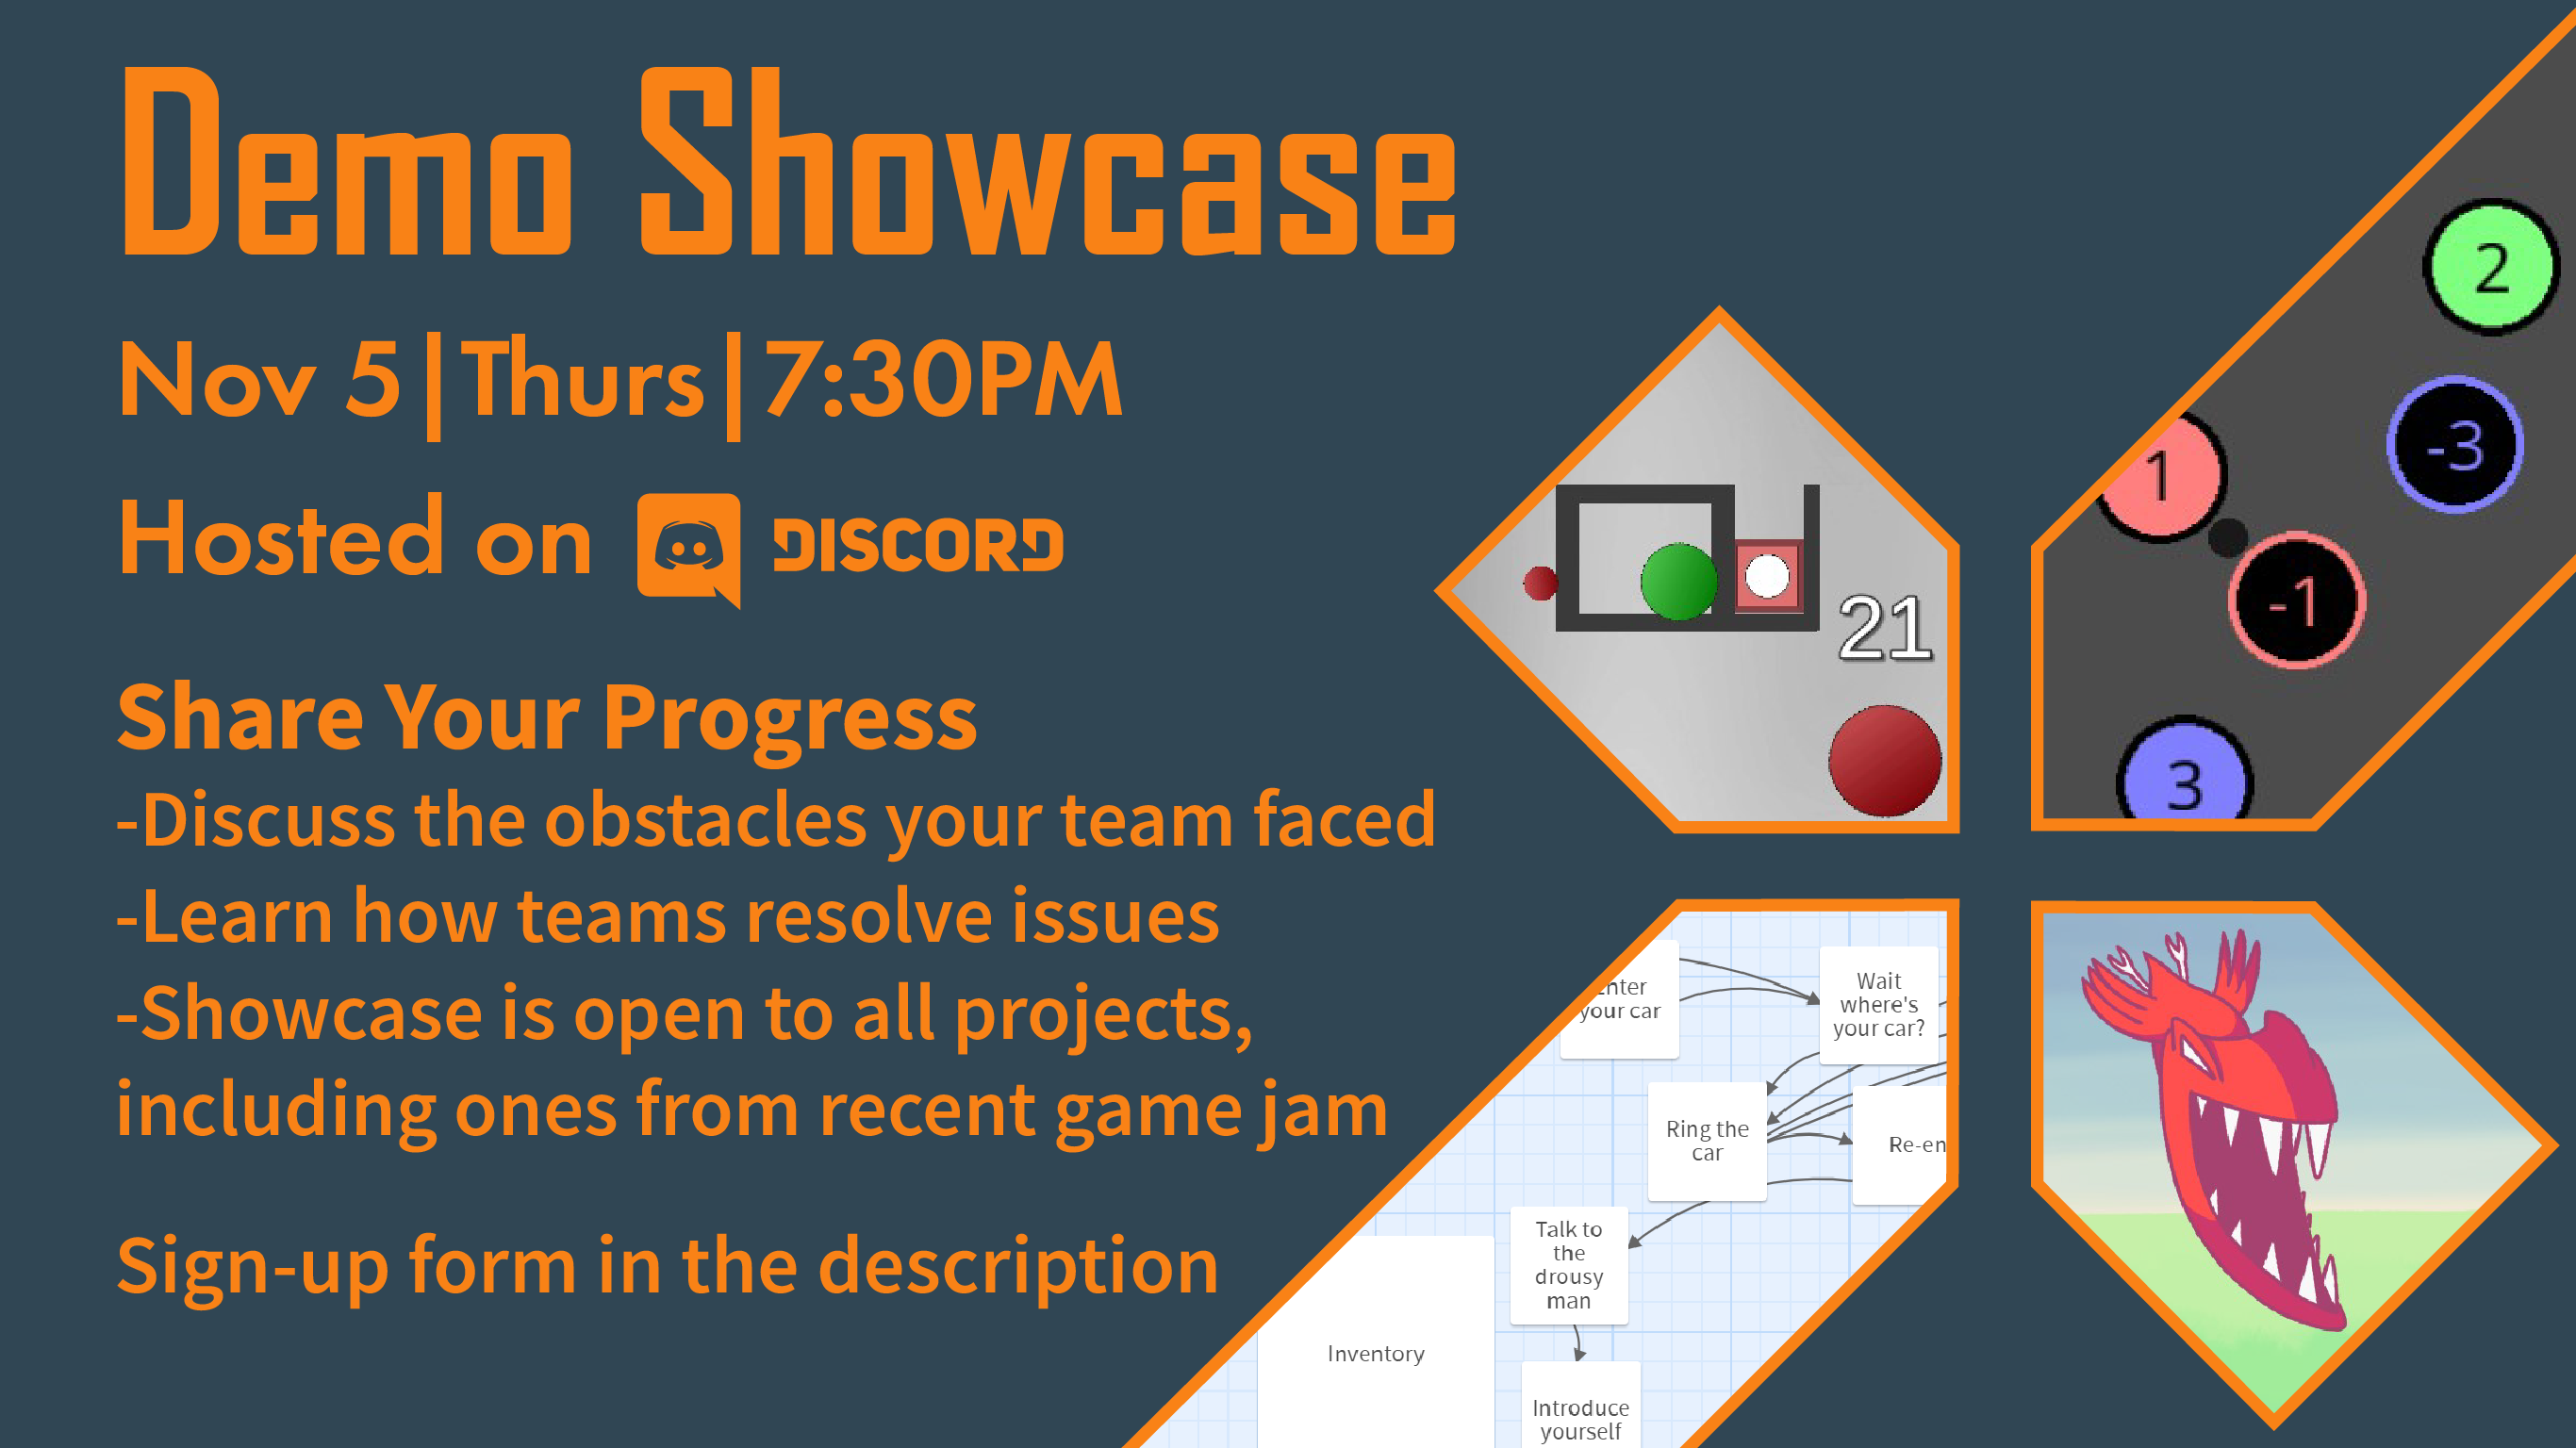 Demo Showcase
Nov 5|Thurs|7:30PM
Hosted on DISCORD
Share Your Progress
-Discuss the obstacles your team faced
-Learn how teams resolve issues
-Showcase is open to all projects,
including ones from recent game jam
Sign-up form in the description
21
2
-3
1
-1
3
your car
Wait
where's
your car?
Ring the
car
Talk to
the
drousy
man
Inventory
Introduce
yourself